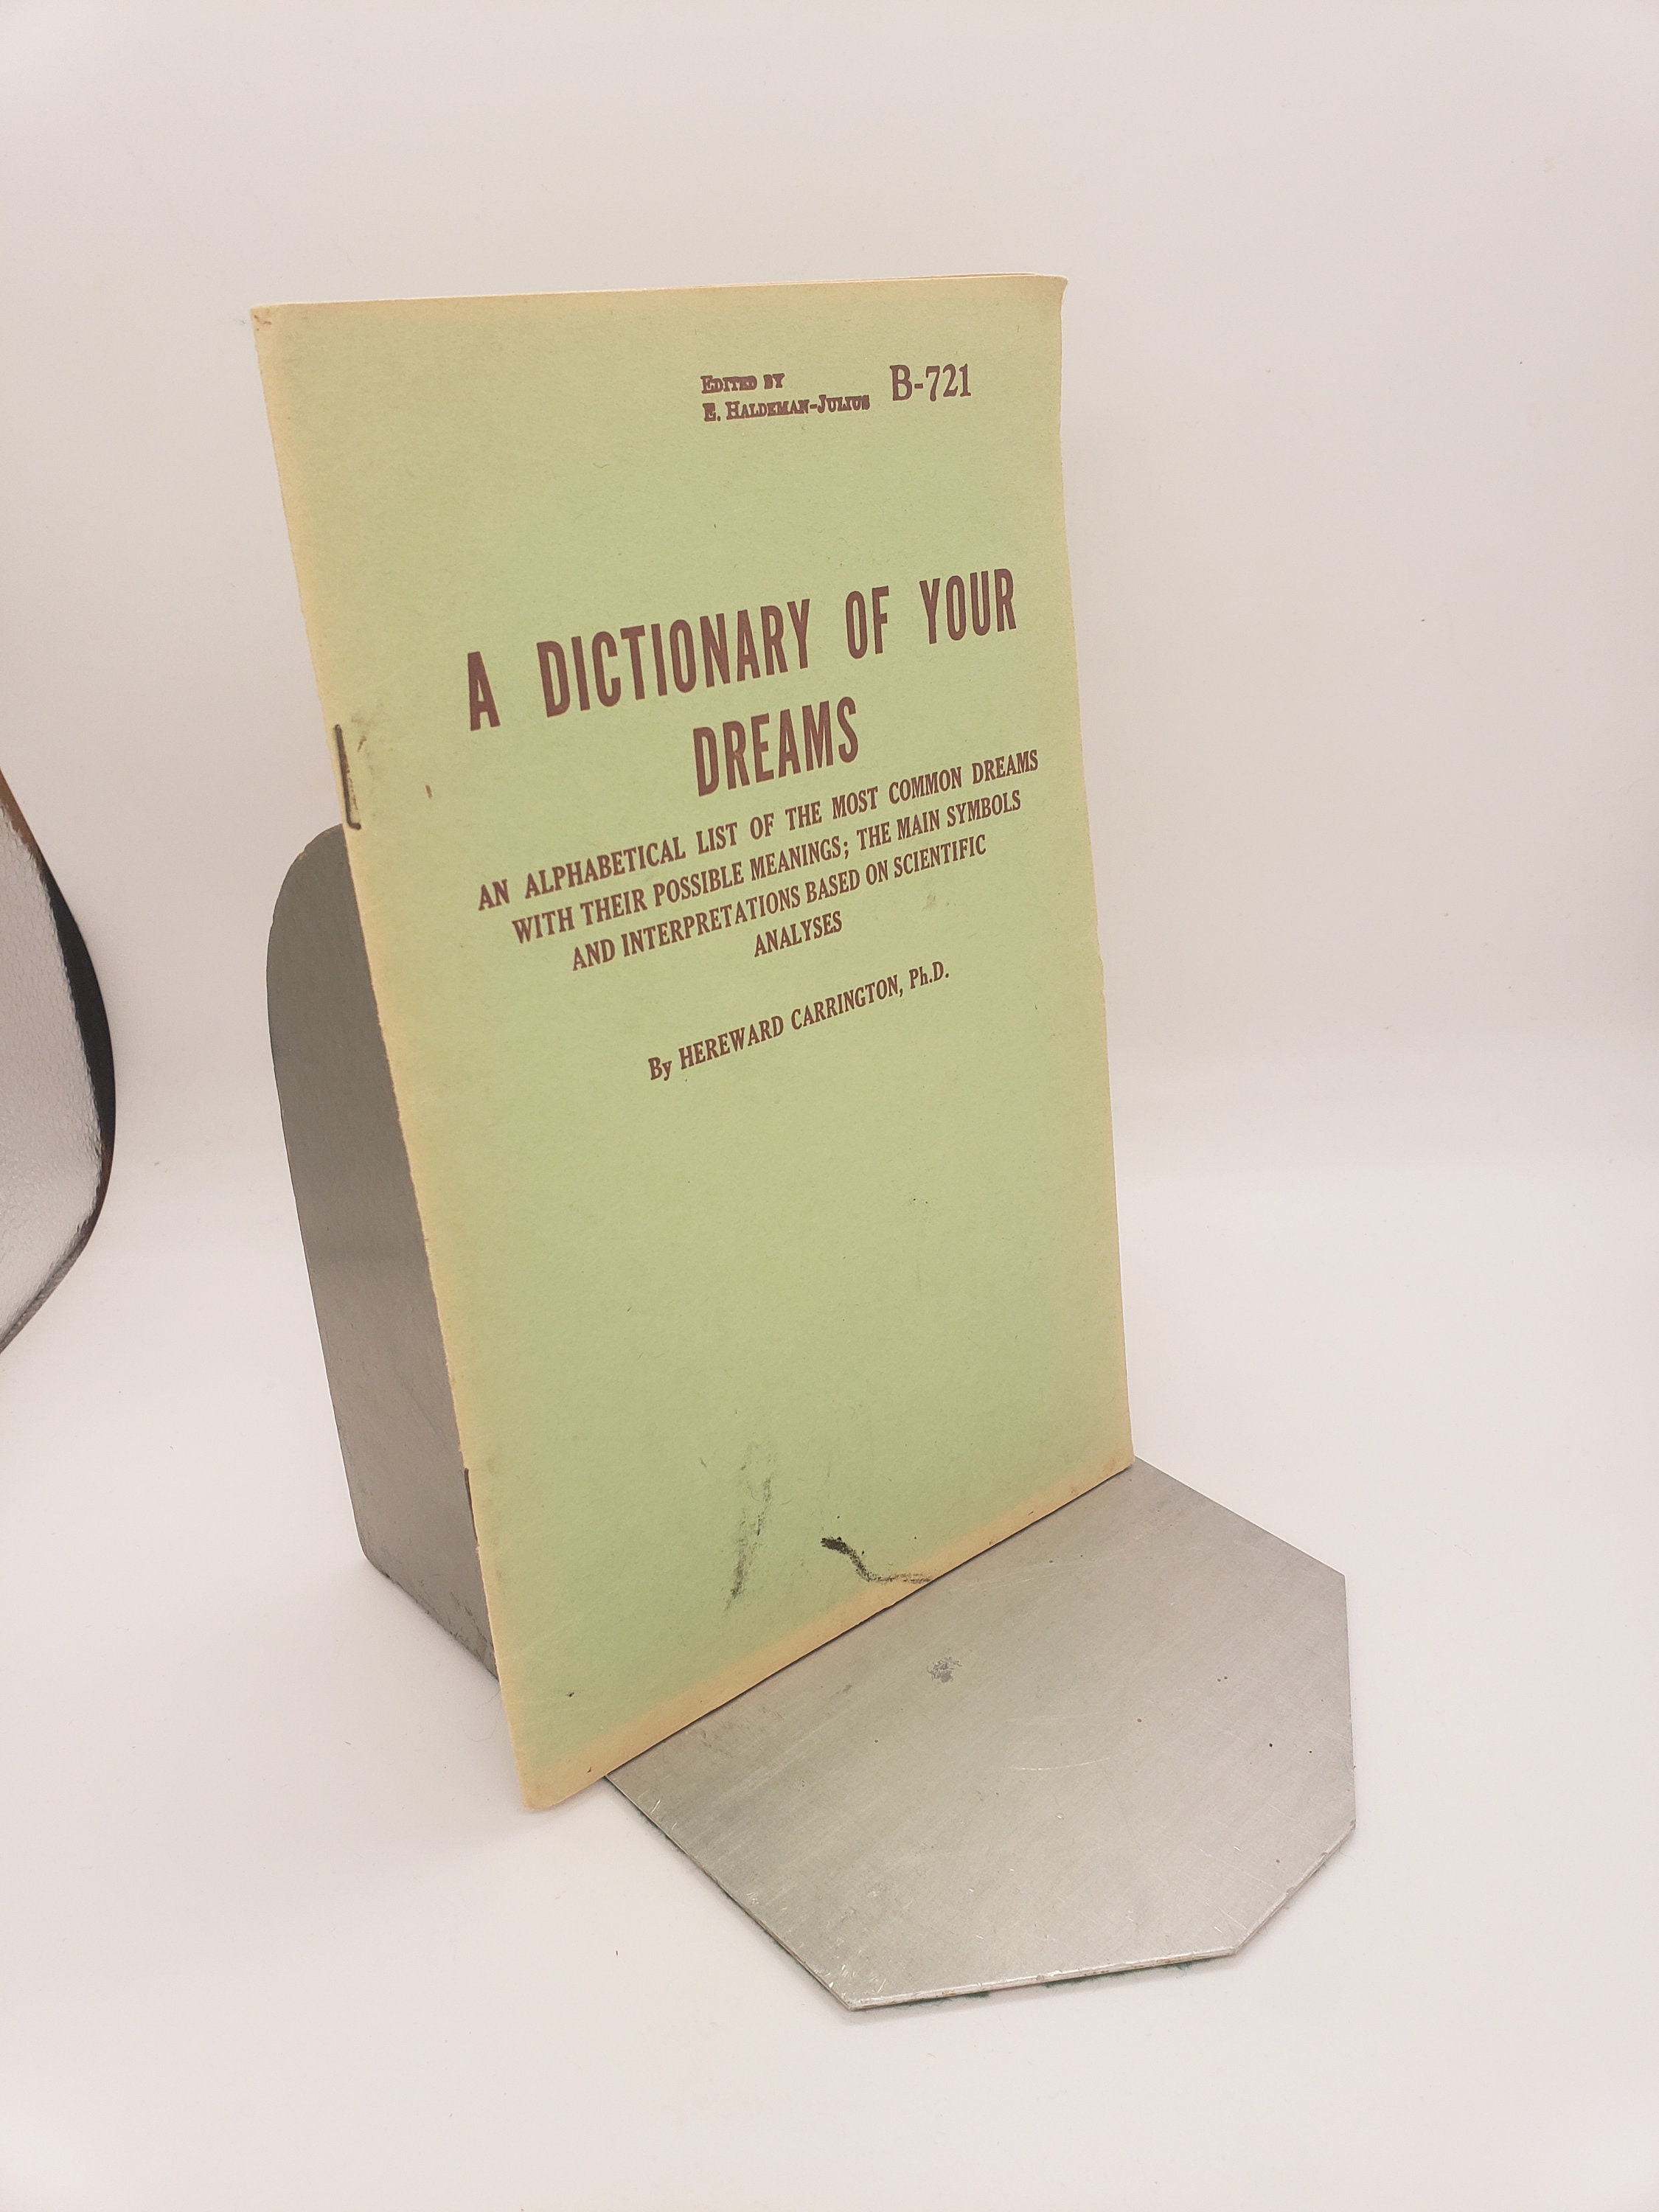 EDITED BY
E. HALDEMAN-JULIUS B-721
A DICTIONARY OF YOUR
DREAMS
AN ALPHABETICAL LIST OF THE MOST COMMON DREAMS
WITH THEIR POSSIBLE MEANINGS; THE MAIN SYMBOLS
AND INTERPRETATIONS BASED ON SCIENTIFIC
ANALYSES
By HEREWARD CARRINGTON, Ph.D.